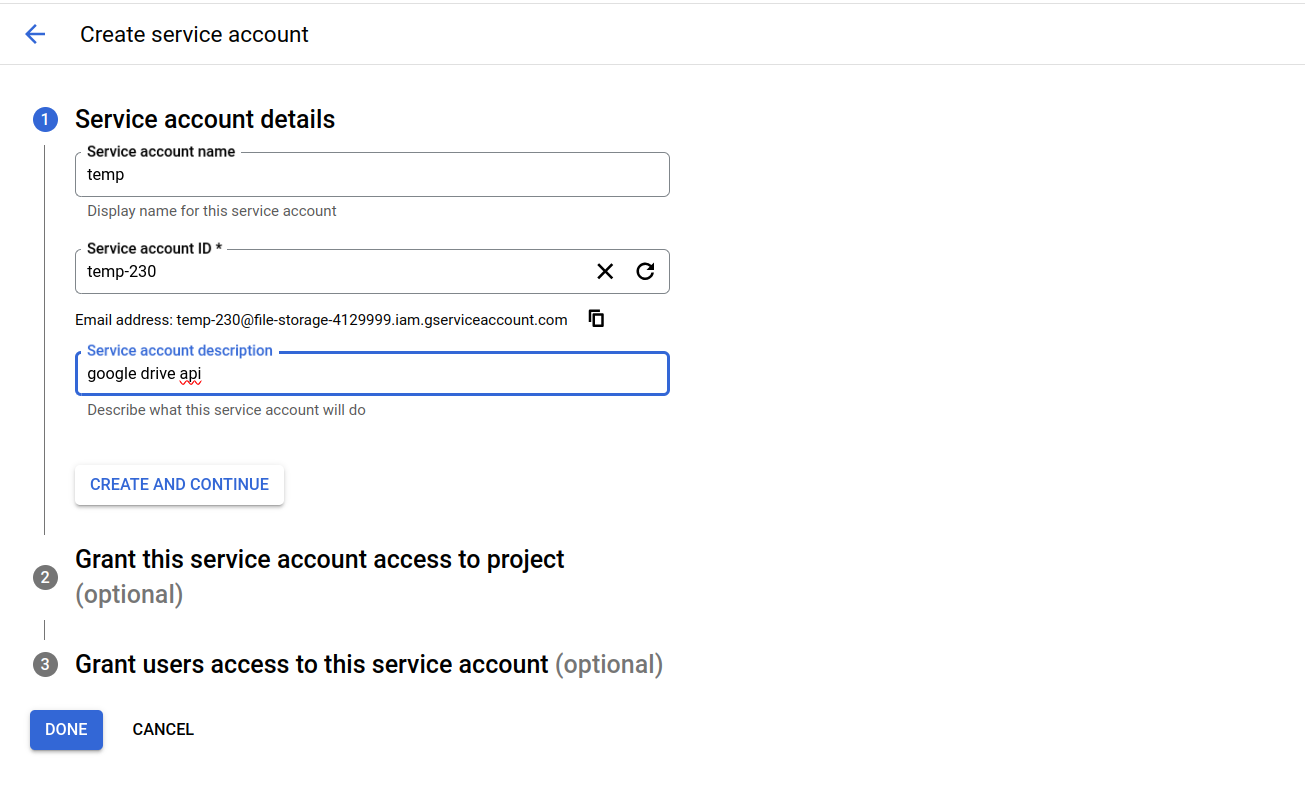 Create service account
1 Service account details
Service account name
temp
Display name for this service account
Service account ID *
temp-230
Email address: temp-230@file-storage-4129999.iam.gserviceaccount.com
Service account description
google drive api
Describe what this service account will do
CREATE AND CONTINUE
2 Grant this service account access to project
(optional)
3 Grant users access to this service account (optional)
DONE CANCEL